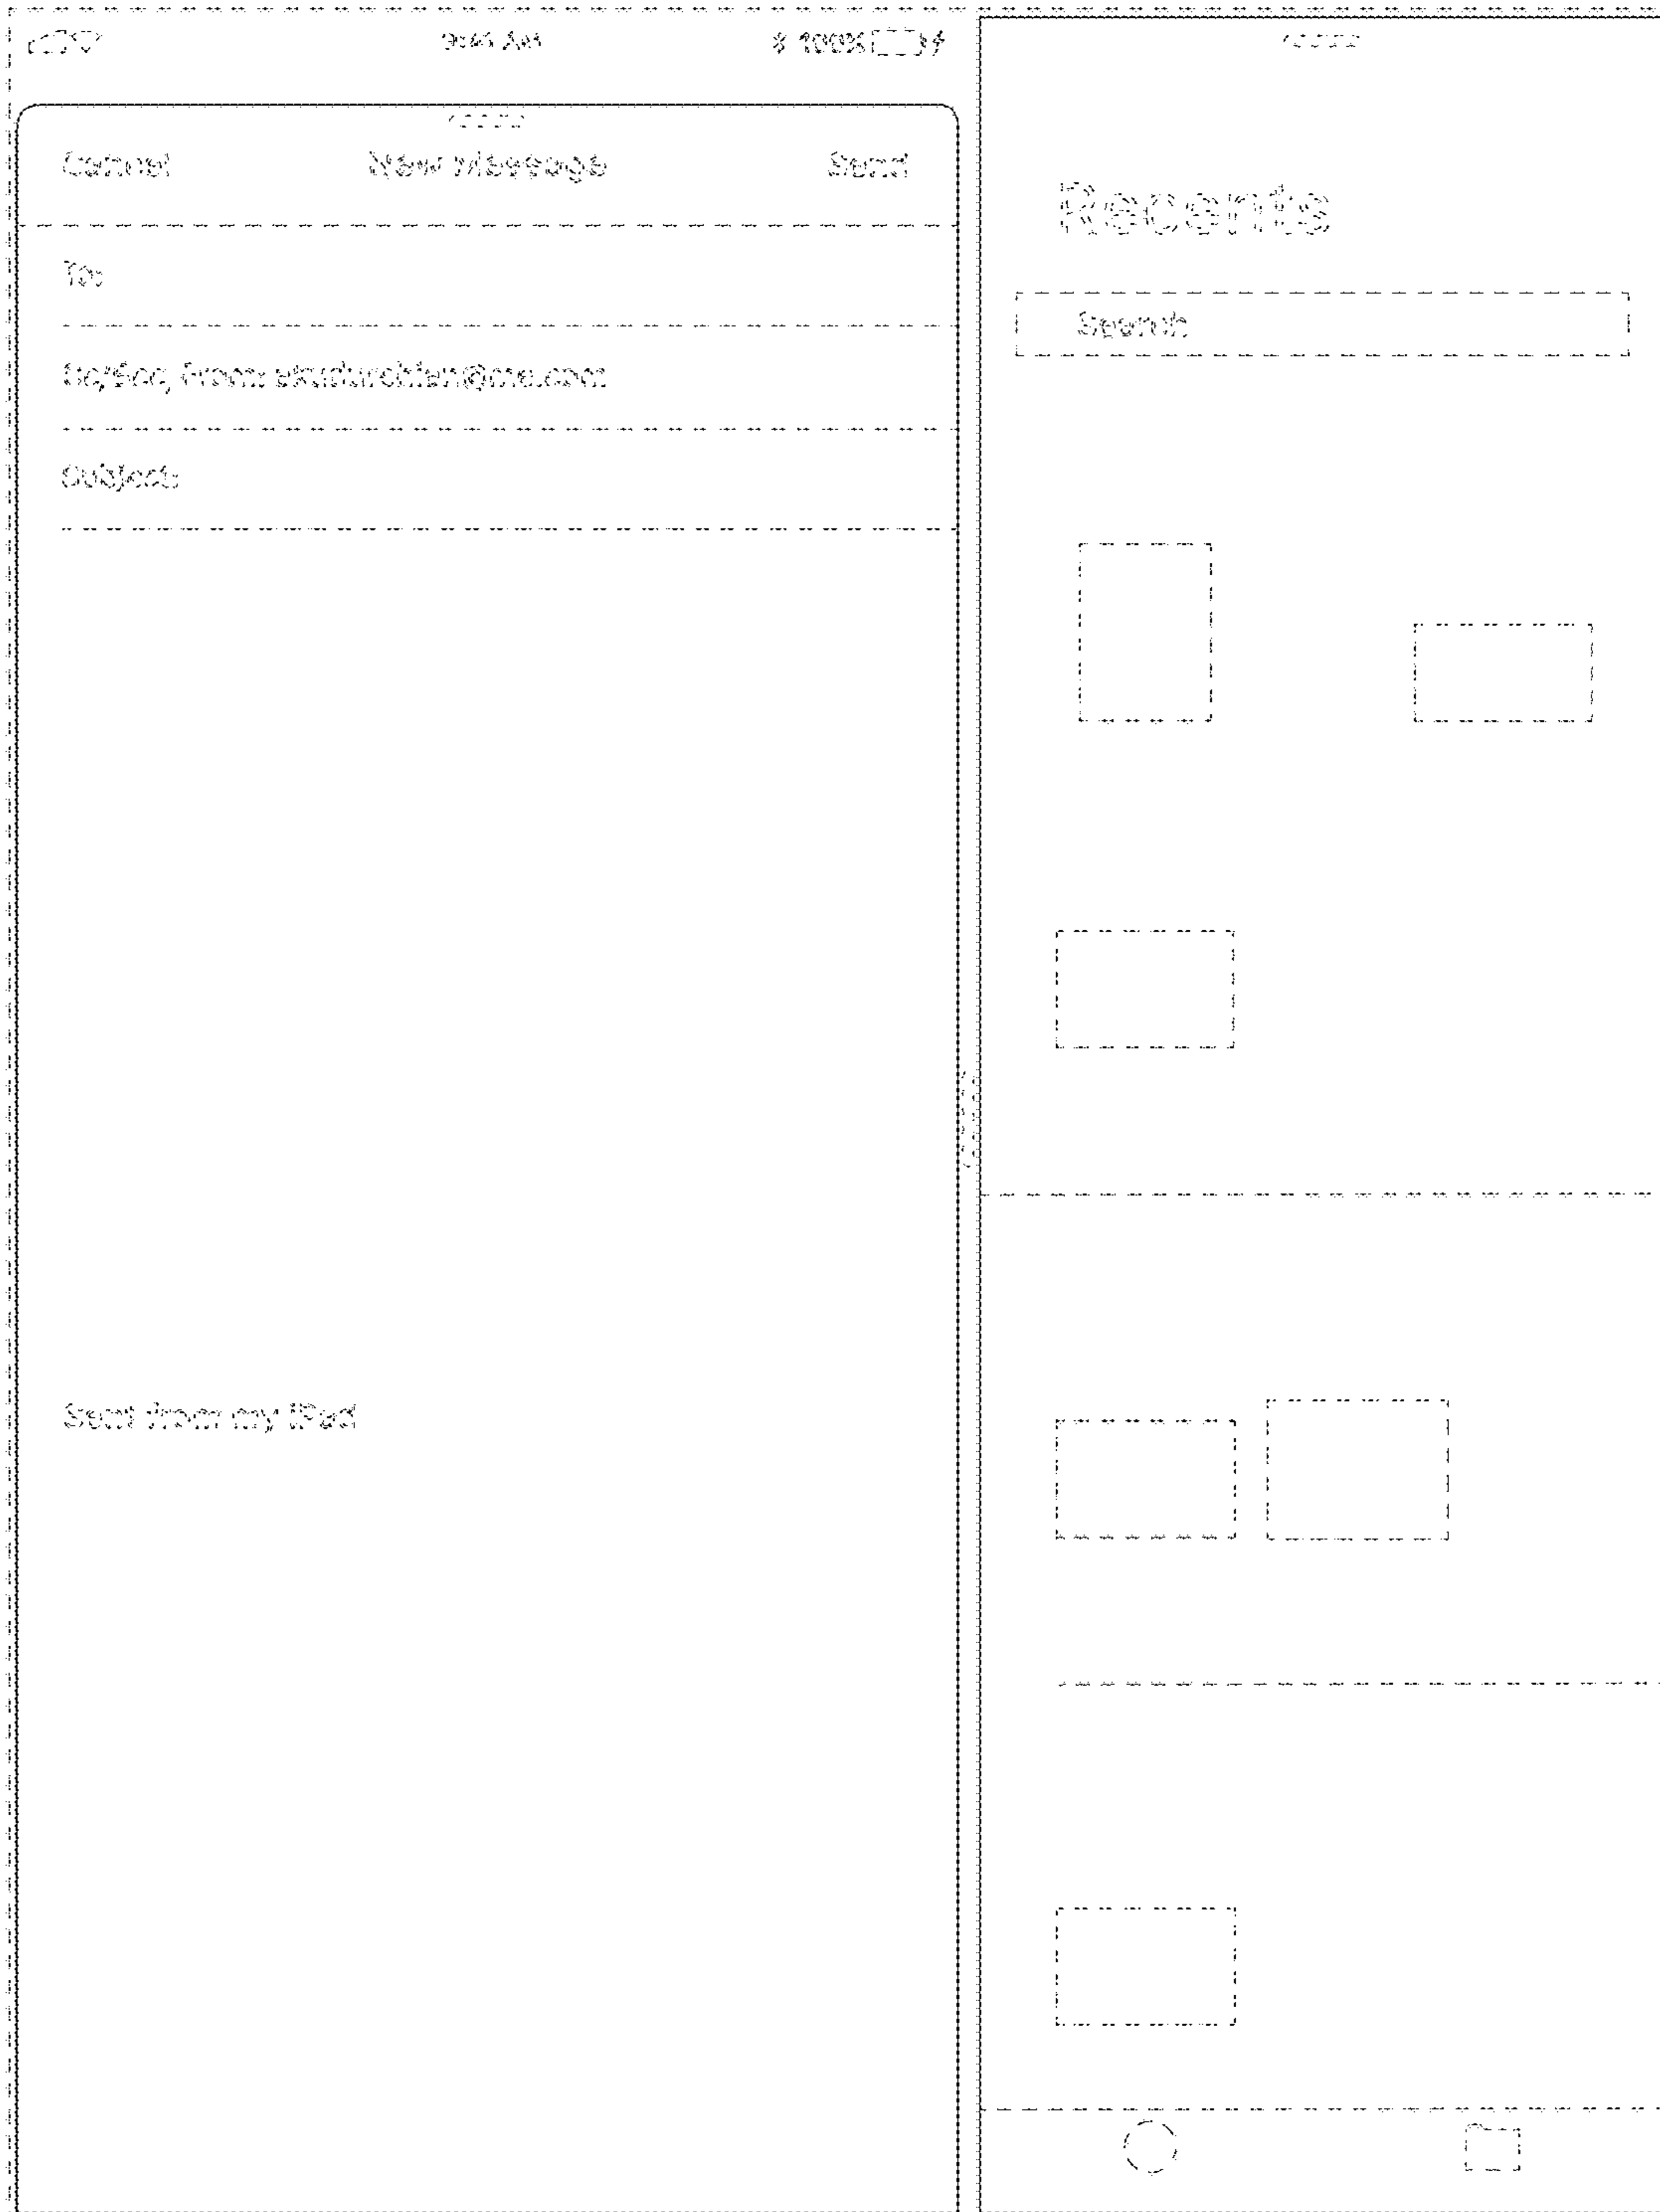 9:45 AM
100%
Cancel New Message Send
To:
Cc/Bcc, From:
Subject:
Sent from my iPad
Recents
Search